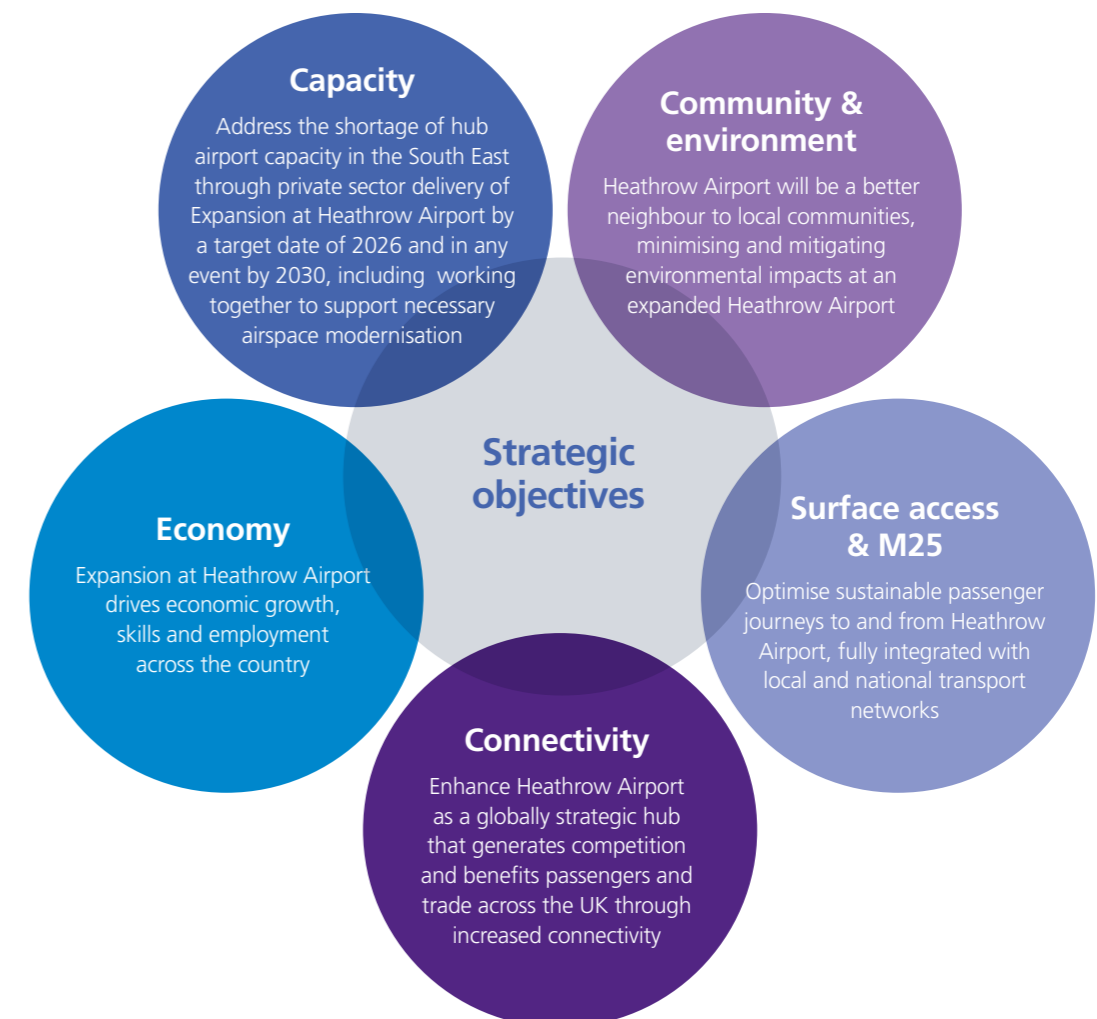 Capacity
Address the shortage of hub
airport capacity in the South East
through private sector delivery of
Expansion at Heathrow Airport by
a target date of 2026 and in any
event by 2030, including working
together to support necessary
airspace modernisation
Community &
environment
Heathrow Airport will be a better
neighbour to local communities,
minimising and mitigating
environmental impacts at an
expanded Heathrow Airport
Strategic
objectives
Economy
Expansion at Heathrow Airport
drives economic growth,
skills and employment
across the country
Surface access
& M25
Optimise sustainable passenger
journeys to and from Heathrow
Airport, fully integrated with
local and national transport
networks
Connectivity
Enhance Heathrow Airport
as a globally strategic hub
that generates competition
and benefits passengers and
trade across the UK through
increased connectivity